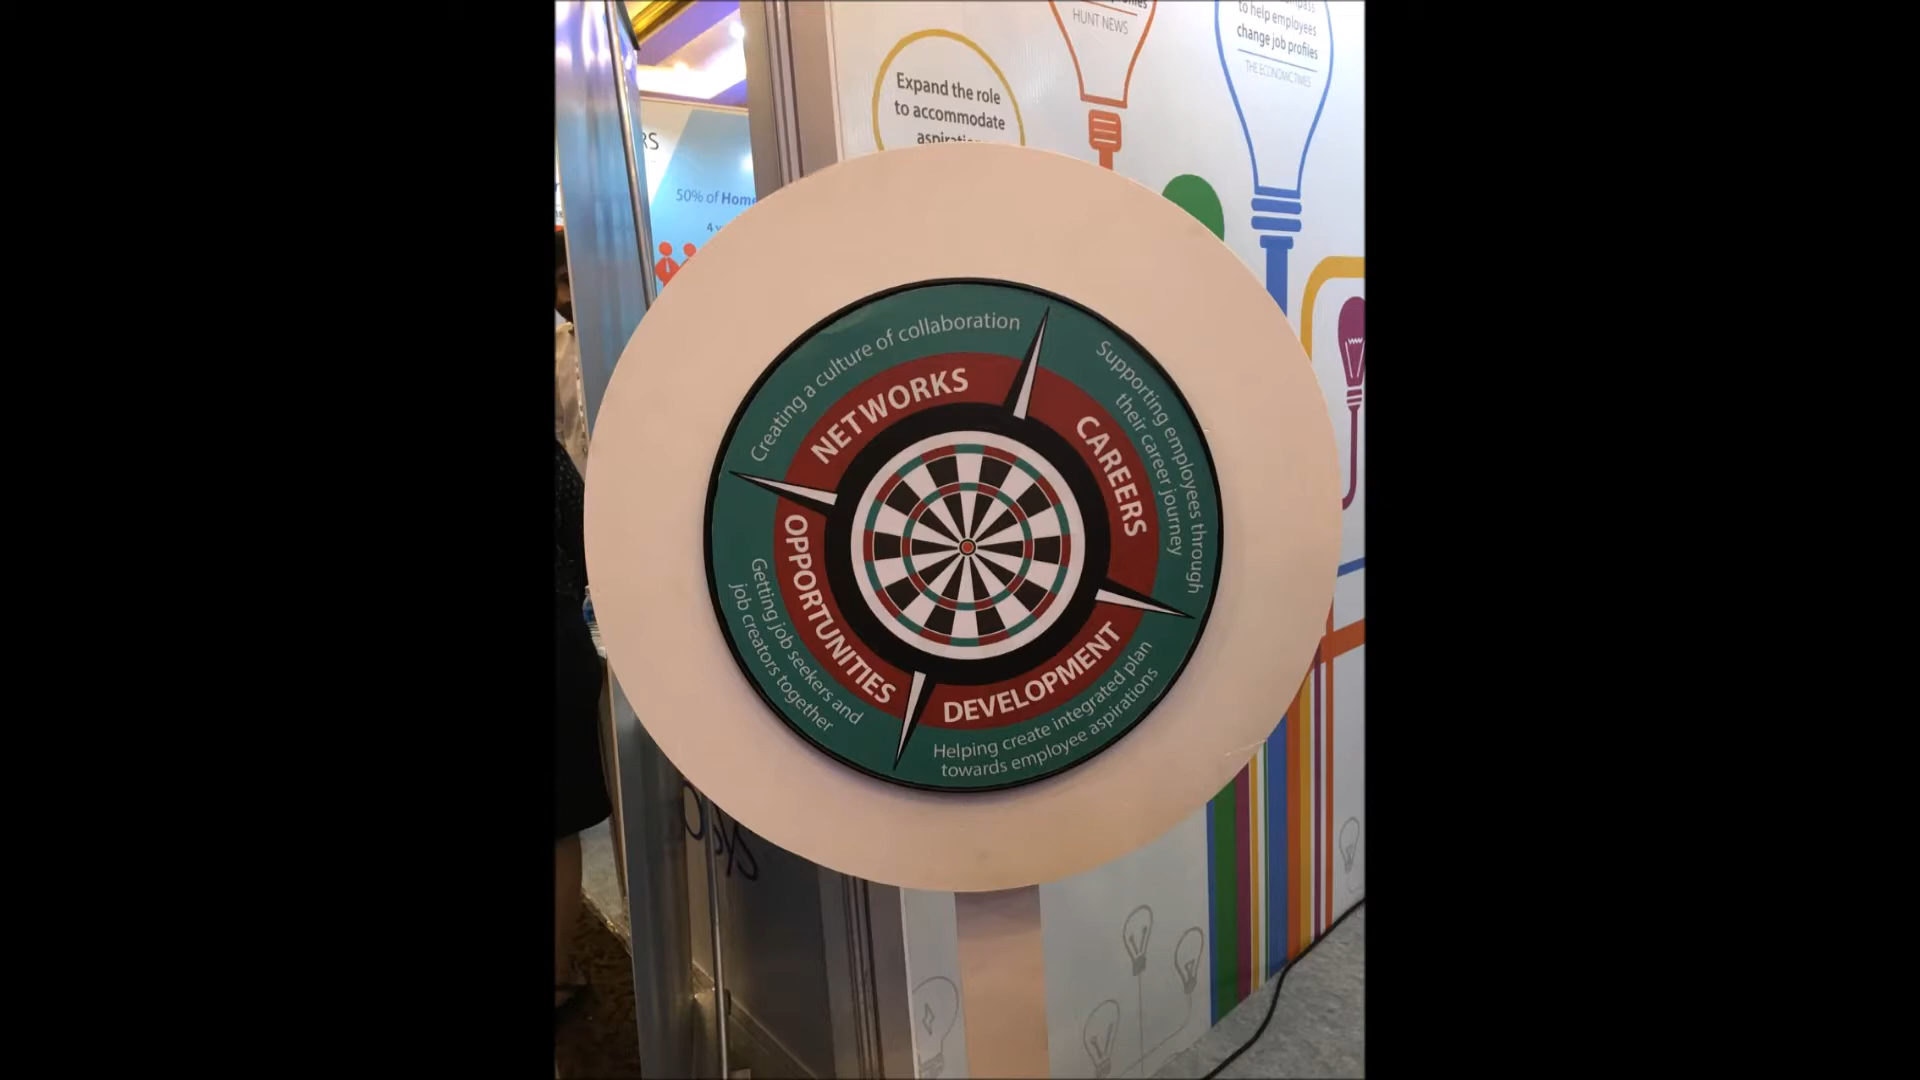 HUNT NEWS
to help employees
change job profiles
THE ECONOMIC TIMES
Expand the role
to accommodate
50% of Home
Creating a culture of collaboration
NETWORKS
Supporting employees through
their career journey
CAREERS
OPPORTUNITIES
Getting job seekers and
job creators together
DEVELOPMENT
Helping create integrated plan
towards employee aspirations